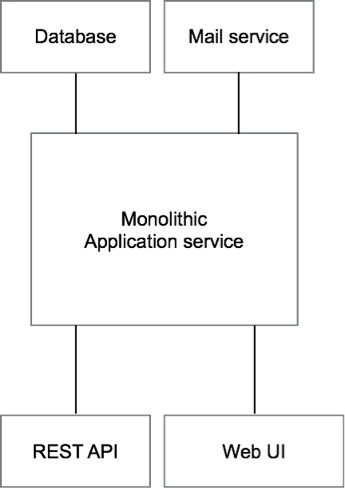 Database
Mail service
Monolithic
Application service
REST API
Web UI